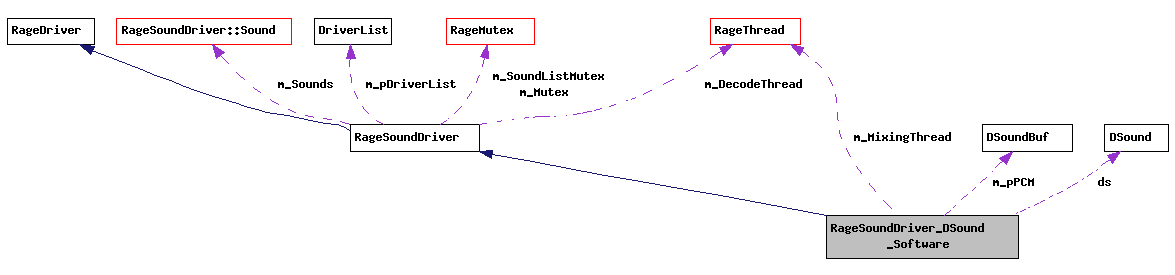 RageDriver
RageSoundDriver::Sound
DriverList
RageMutex
RageThread
m_Sounds
m_pDriverList
m_SoundListMutex
m_Mutex
m_DecodeThread
RageSoundDriver
m_MixingThread
DSoundBuf
DSound
m_pPCM
ds
RageSoundDriver_DSound
_Software